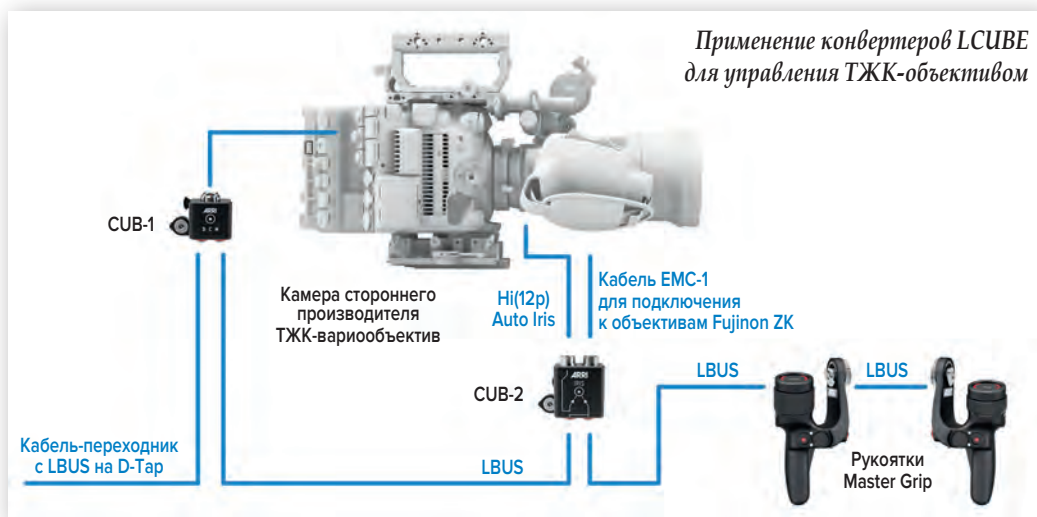 Применение конвертеров LCUBE
для управления ТЖК-объективом
CUB-1
ARRI
Камера стороннего
производителя
ТЖК-вариообъектив
Hi(12p)
Auto Iris
Кабель EMC-1
для подключения
к объективам Fujinon ZK
CUB-2
ARRI
LBUS
LBUS
Кабель-переходник
с LBUS на D-Tap
LBUS
Рукоятки
Master Grip